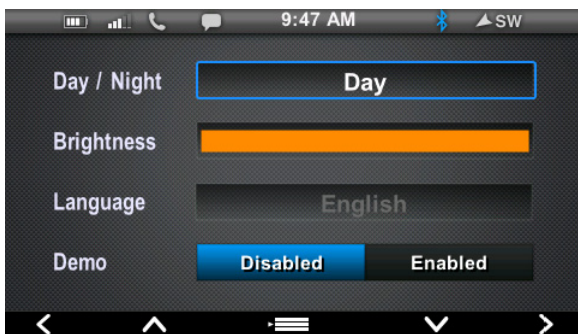 9:47 AM SW
Day / Night Day
Brightness
Language English
Demo Disabled Enabled